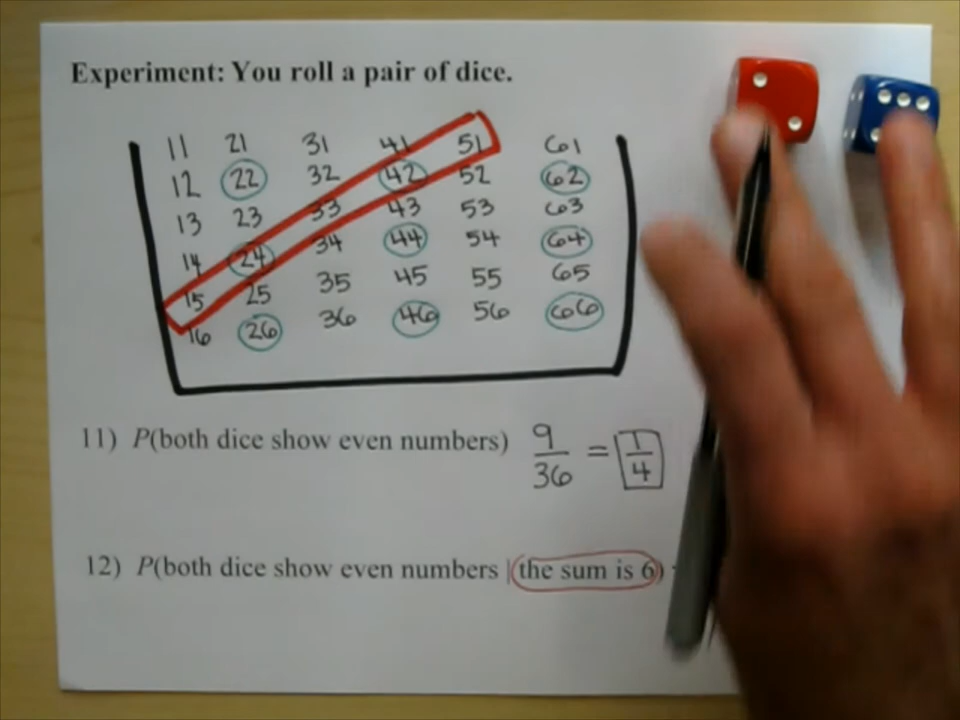 Experiment: You roll a pair of dice.
11 21 31 41 51 61
12 22 32 42 52 62
13 23 33 43 53 63
14 24 34 44 54 64
15 25 35 45 55 65
16 26 36 46 56 66
11) P(both dice show even numbers) 9/36 = 1/4
12) P(both dice show even numbers | the sum is 6)